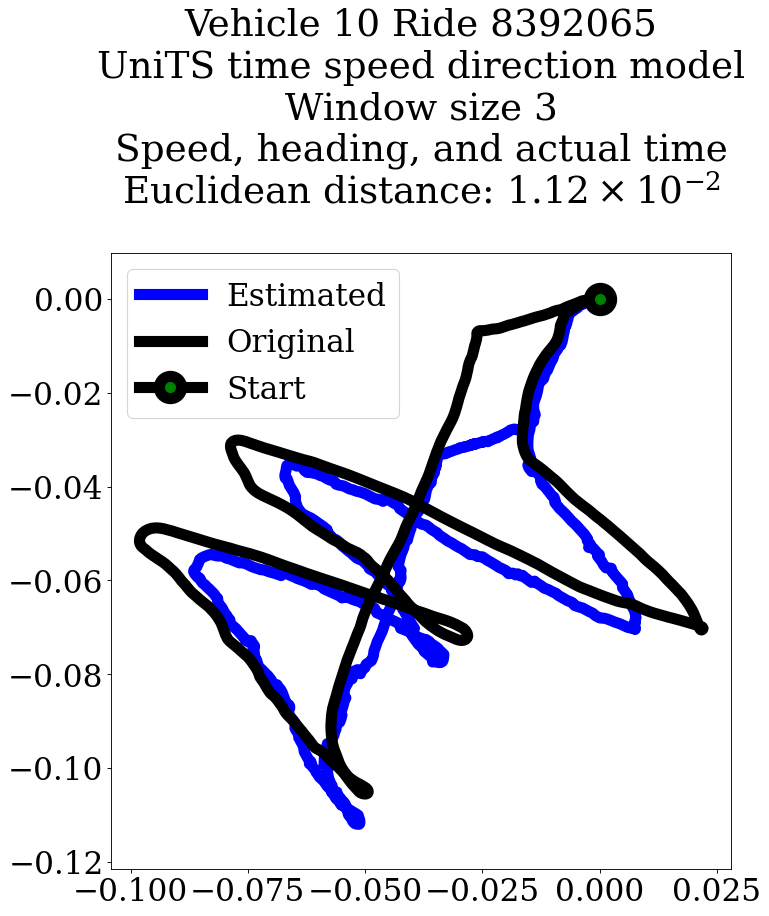 Vehicle 10 Ride 8392065
UniTS time speed direction model
Window size 3
Speed, heading, and actual time
Euclidean distance: 1.12 × 10⁻²
Estimated
Original
Start
0.00
−0.02
−0.04
−0.06
−0.08
−0.10
−0.12
−0.100 −0.075 −0.050 −0.025 0.000 0.025